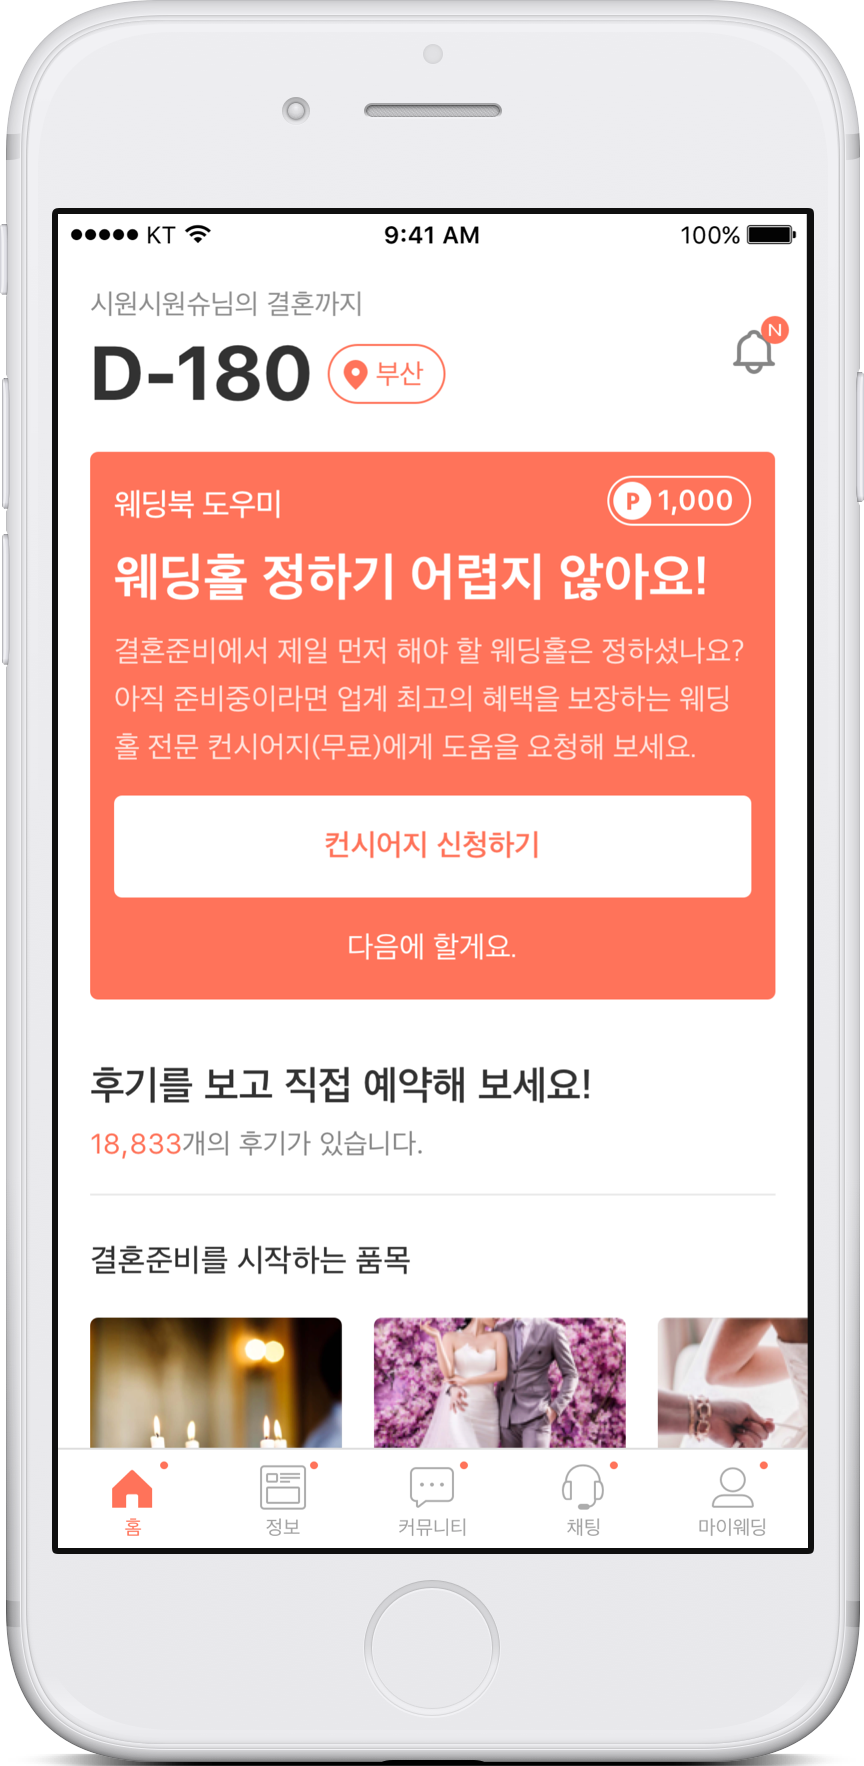 KT 9:41 AM 100%
시원시원슈님의 결혼까지
D-180 부산
N
웨딩북 도우미
P 1,000
웨딩홀 정하기 어렵지 않아요!
결혼준비에서 제일 먼저 해야 할 웨딩홀은 정하셨나요?
아직 준비중이라면 업계 최고의 혜택을 보장하는 웨딩
홀 전문 컨시어지(무료)에게 도움을 요청해 보세요.
컨시어지 신청하기
다음에 할게요.
후기를 보고 직접 예약해 보세요!
18,833개의 후기가 있습니다.
결혼준비를 시작하는 품목
홈 정보 커뮤니티 채팅 마이웨딩